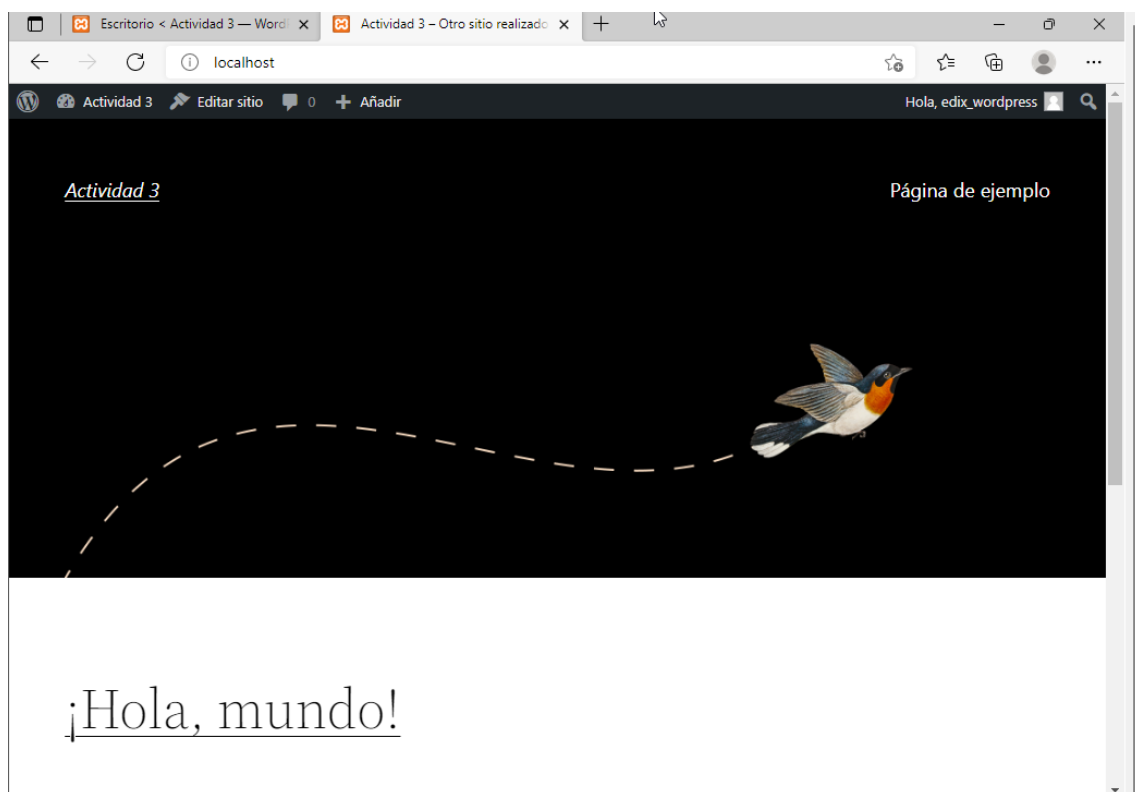 Escritorio < Actividad 3 — Word
Actividad 3 – Otro sitio realizado
localhost
Actividad 3
Editar sitio
0
Añadir
Hola, edix_wordpress
Actividad 3
Página de ejemplo
¡Hola, mundo!